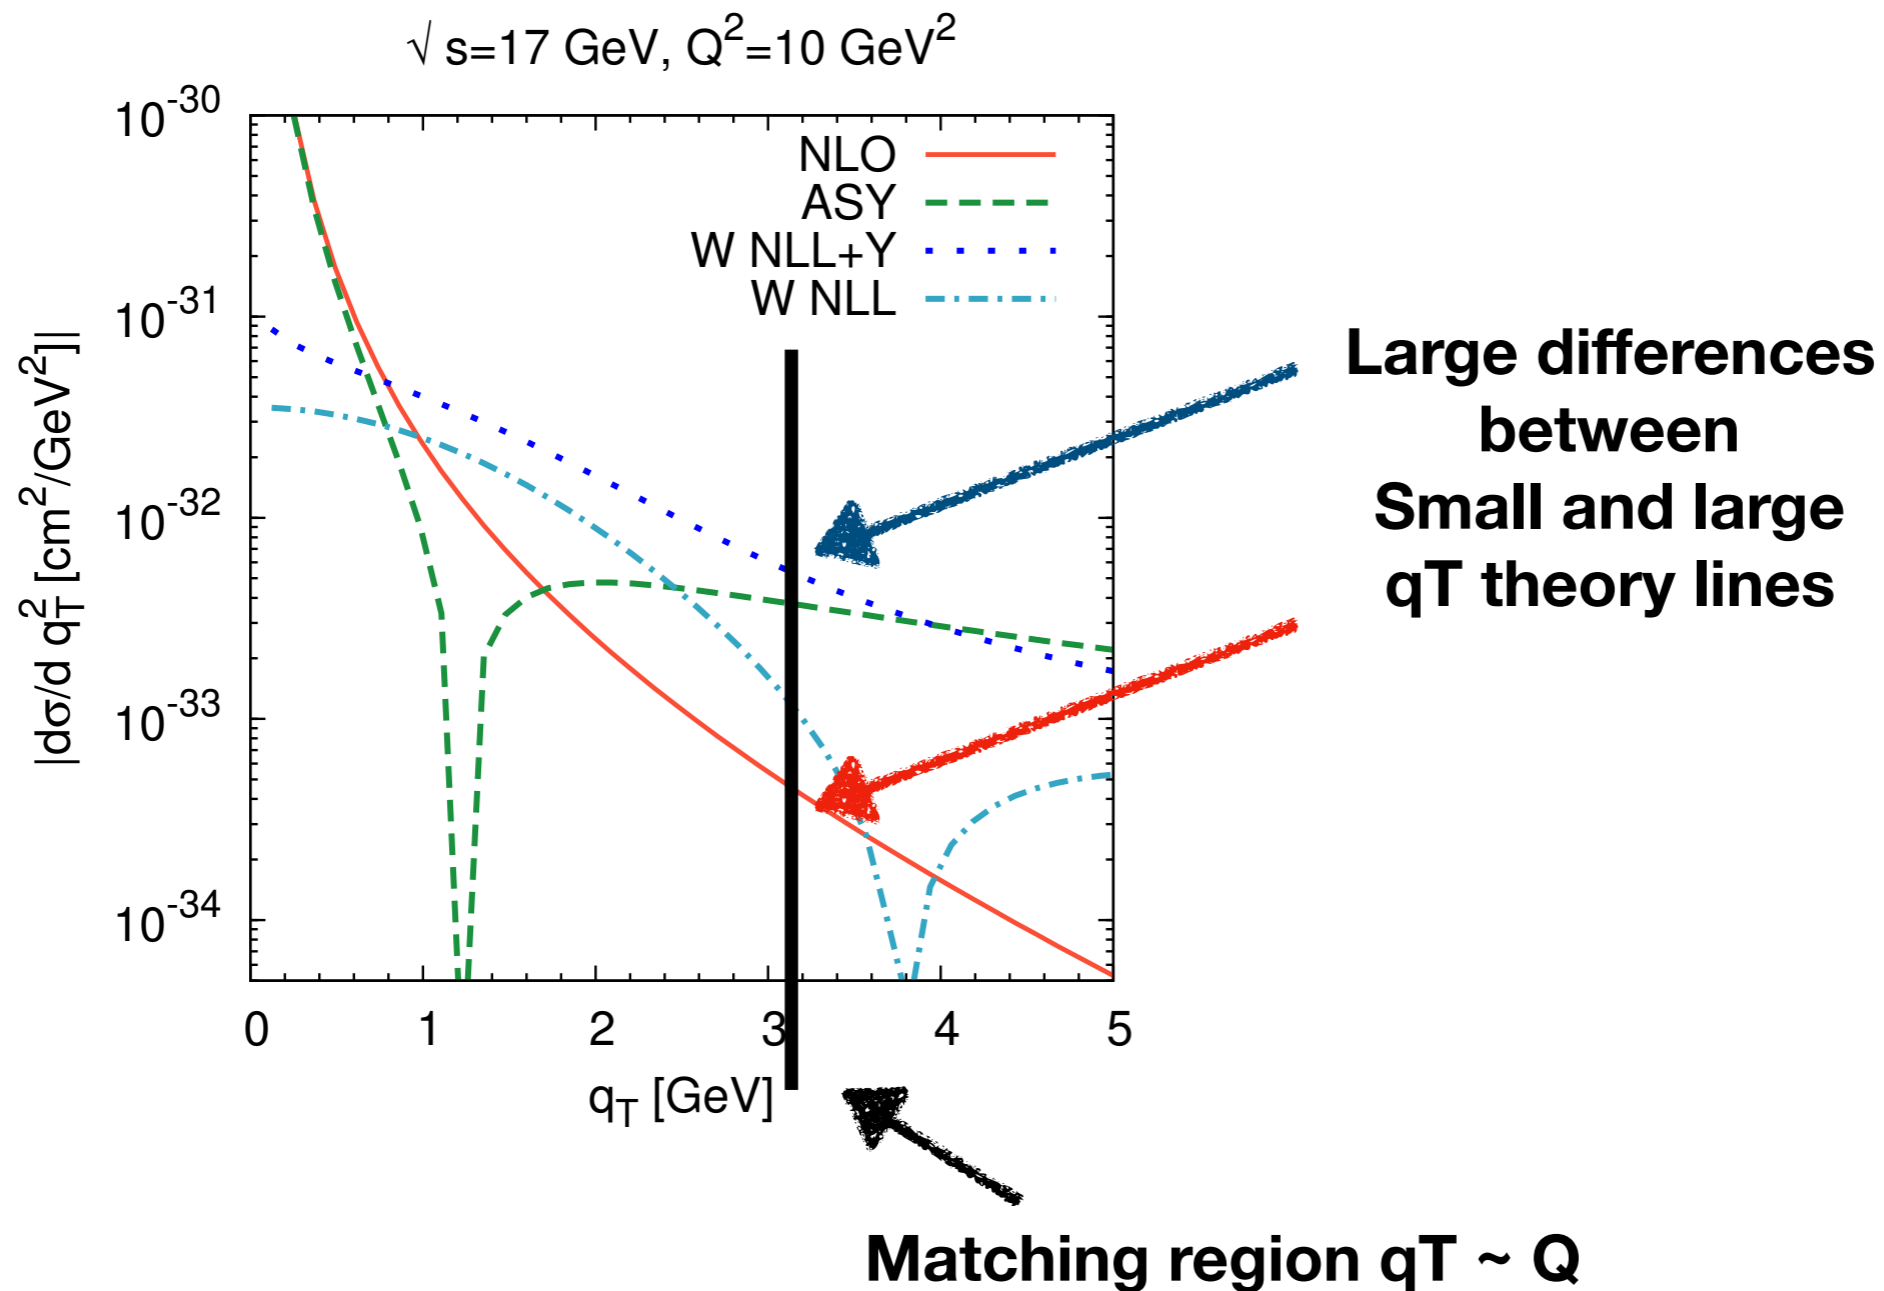 √ s=17 GeV, Q²=10 GeV²
10⁻³⁰
10⁻³¹
10⁻³²
10⁻³³
10⁻³⁴
|dσ/d q_T² [cm²/GeV²]|
NLO
ASY
W NLL+Y
W NLL
0 1 2 3 4 5
q_T [GeV]
Large differences
between
Small and large
qT theory lines
Matching region qT ~ Q